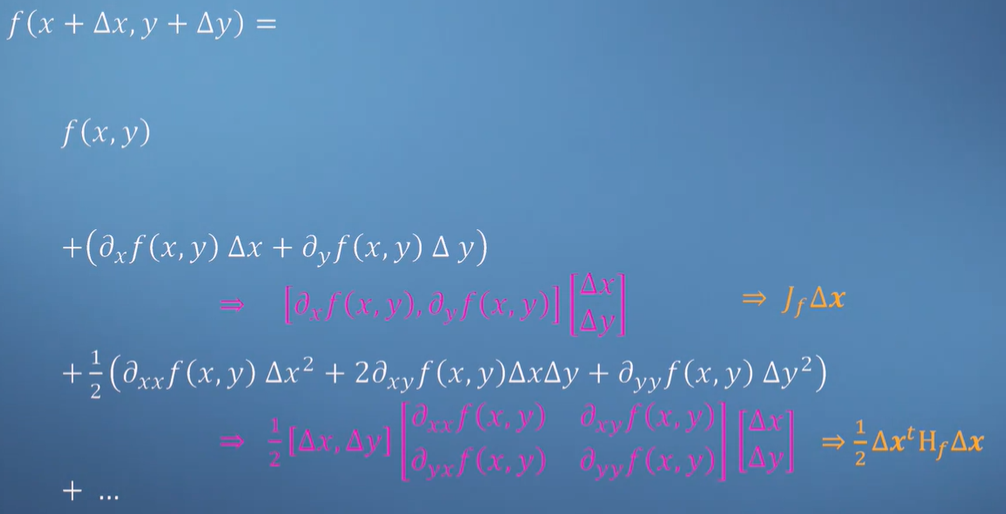 f(x + Δx, y + Δy) =
f(x, y)
+(∂ₓf(x, y) Δx + ∂ᵧf(x, y) Δ y)
⇒ [∂ₓf(x, y), ∂ᵧf(x, y)] [Δx Δy] ⇒ J_f Δx
+ 1/2 (∂ₓₓf(x, y) Δx² + 2∂ₓᵧf(x, y)ΔxΔy + ∂ᵧᵧf(x, y) Δy²)
⇒ 1/2 [Δx, Δy] [∂ₓₓf(x, y) ∂ₓᵧf(x, y) ∂ᵧₓf(x, y) ∂ᵧᵧf(x, y)] [Δx Δy] ⇒ 1/2 Δxᵗ H_f Δx
+ ...